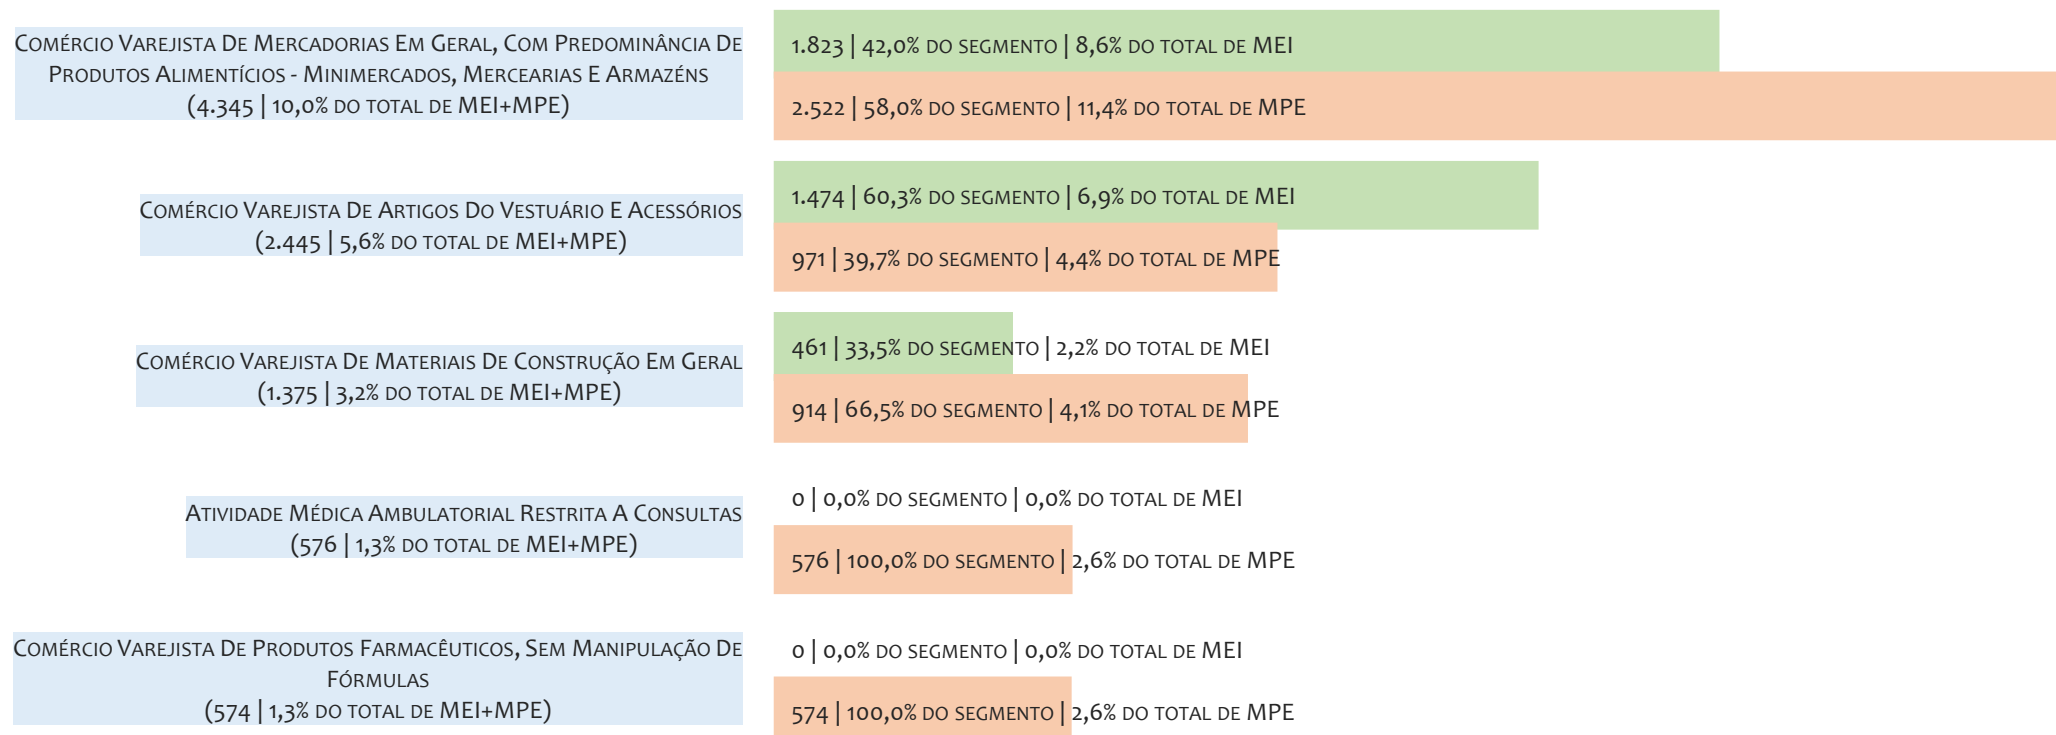 Comércio Varejista De Mercadorias Em Geral, Com Predominância De
Produtos Alimentícios - Minimercados, Mercearias E Armazéns
(4.345 | 10,0% do total de MEI+MPE)
1.823 | 42,0% do segmento | 8,6% do total de MEI
2.522 | 58,0% do segmento | 11,4% do total de MPE
Comércio Varejista De Artigos Do Vestuário E Acessórios
(2.445 | 5,6% do total de MEI+MPE)
1.474 | 60,3% do segmento | 6,9% do total de MEI
971 | 39,7% do segmento | 4,4% do total de MPE
Comércio Varejista De Materiais De Construção Em Geral
(1.375 | 3,2% do total de MEI+MPE)
461 | 33,5% do segmento | 2,2% do total de MEI
914 | 66,5% do segmento | 4,1% do total de MPE
Atividade Médica Ambulatorial Restrita A Consultas
(576 | 1,3% do total de MEI+MPE)
0 | 0,0% do segmento | 0,0% do total de MEI
576 | 100,0% do segmento | 2,6% do total de MPE
Comércio Varejista De Produtos Farmacêuticos, Sem Manipulação De
Fórmulas
(574 | 1,3% do total de MEI+MPE)
0 | 0,0% do segmento | 0,0% do total de MEI
574 | 100,0% do segmento | 2,6% do total de MPE